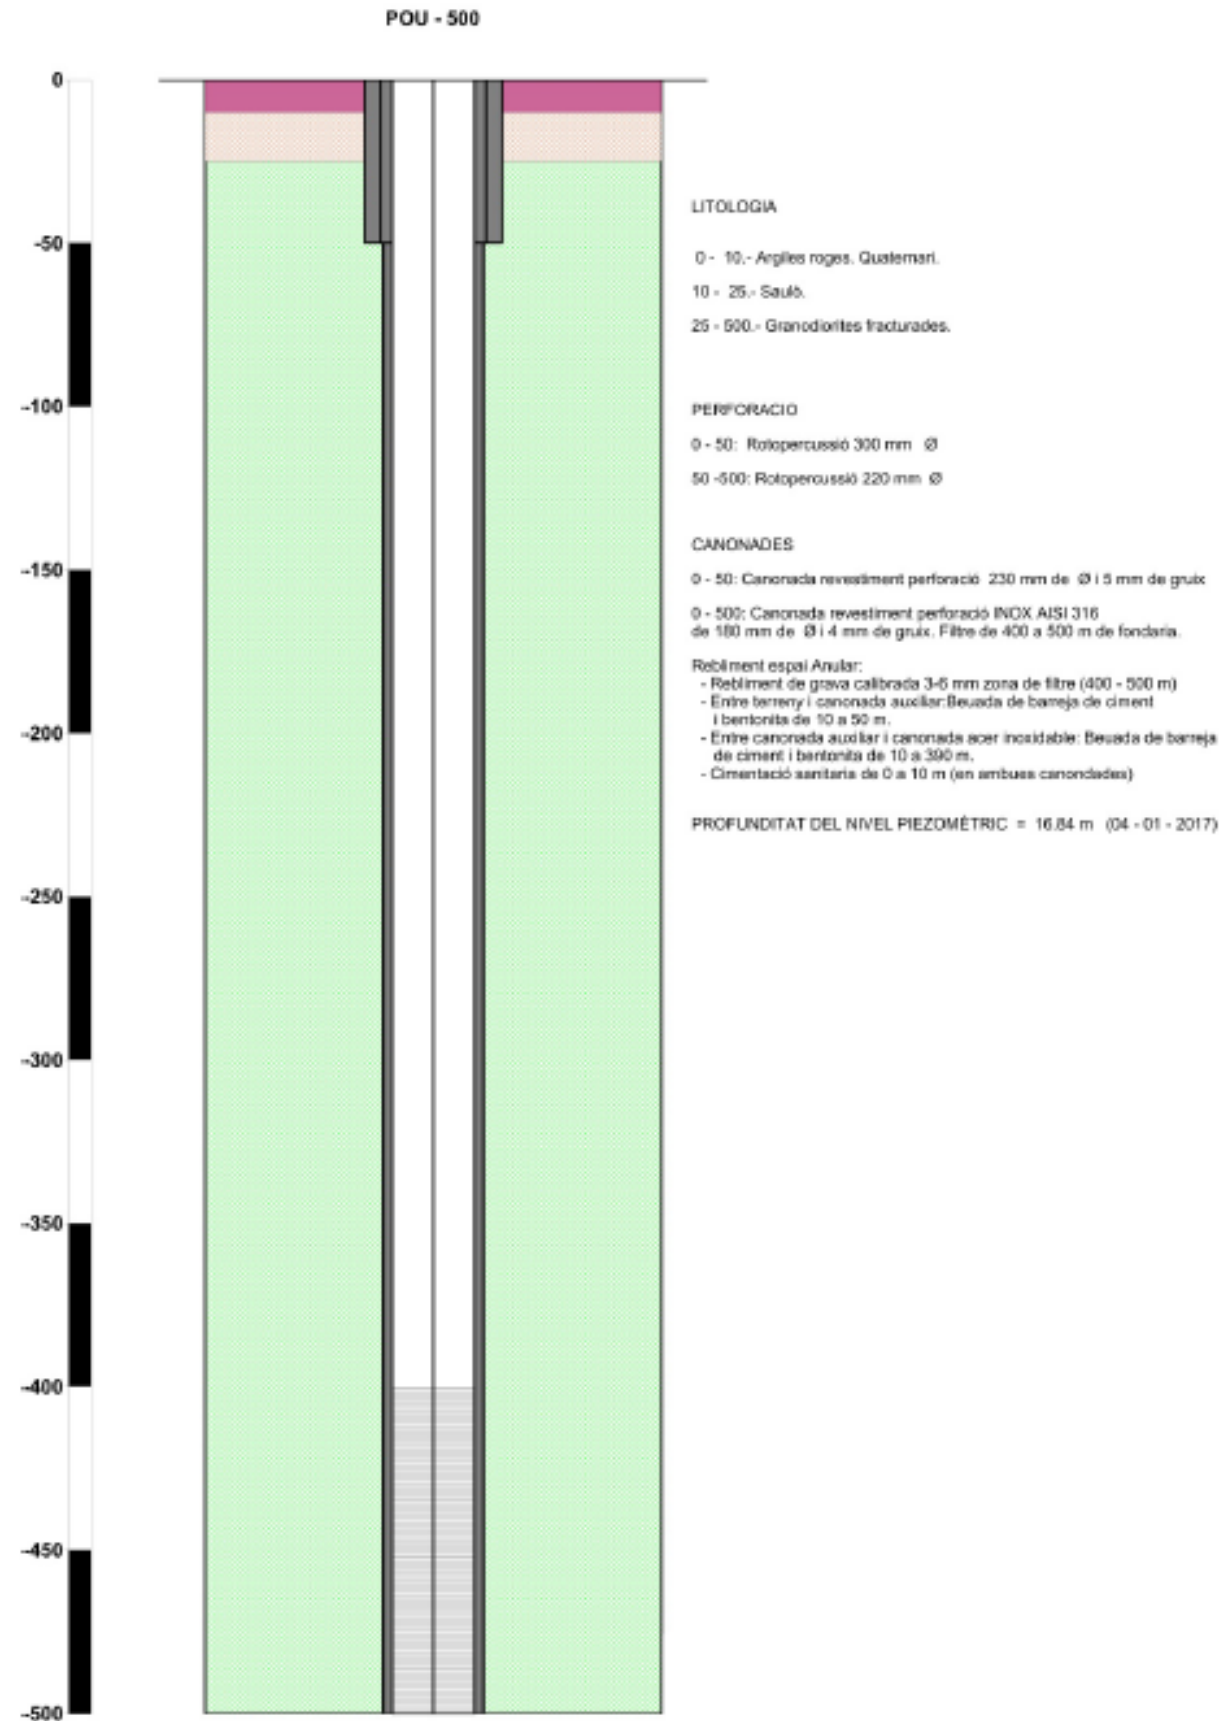 POU - 500
0
-50
-100
-150
-200
-250
-300
-350
-400
-450
-500
LITOLOGIA
0 - 10.- Argiles roges. Quaternari.
10 - 25.- Sauló.
25 - 500.- Granodiorites fracturades.
PERFORACIO
0 - 50: Rotopercussió 300 mm Ø
50 -500: Rotopercussió 220 mm Ø
CANONADES
0 - 50: Canonada revestiment perforació 230 mm de Ø i 5 mm de gruix
0 - 500: Canonada revestiment perforació INOX AISI 316
de 180 mm de Ø i 4 mm de gruix. Filtre de 400 a 500 m de fondaria.
Rebliment espai Anular:
- Rebliment de grava calibrada 3-6 mm zona de filtre (400 - 500 m)
- Entre terreny i canonada auxiliar:Beuada de barreja de ciment
i bentonita de 10 a 50 m.
- Entre canonada auxiliar i canonada acer inoxidable: Beuada de barreja
de ciment i bentonita de 10 a 390 m.
- Cimentació sanitaria de 0 a 10 m (en ambues canondades)
PROFUNDITAT DEL NIVELL PIEZOMÈTRIC = 16.84 m (04 - 01 - 2017)